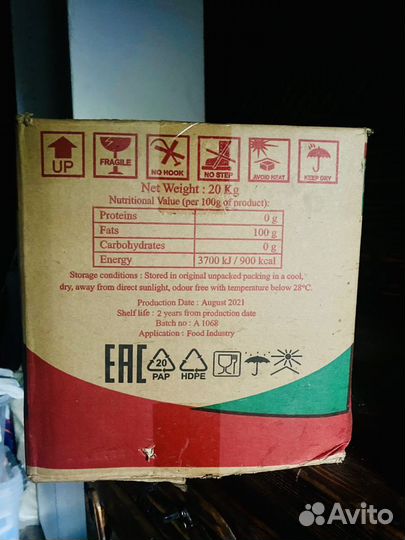 UP
FRAGILE
NO HOOK
NO STEP
AVOID HEAT
KEEP DRY
Net Weight : 20 Kg
Nutritional Value (per 100g of product):
Proteins 0 g
Fats 100 g
Carbohydrates 0 g
Energy 3700 kJ / 900 kcal
Storage conditions : Stored in original unpacked packing in a cool,
dry, away from direct sunlight, odour free with temperature below 28°C.
Production Date : August 2021
Shelf life : 2 years from production date
Batch no : A 1068
Application : Food Industry
EAC
20
PAP
HDPE
Avito